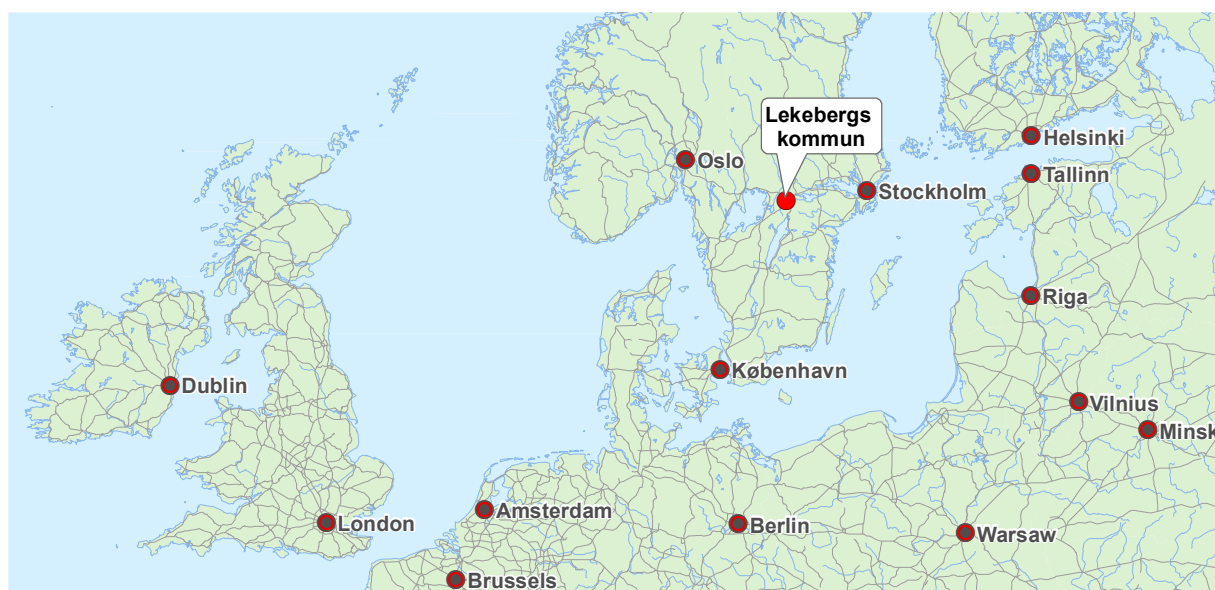 Lekebergs
kommun
Helsinki
Oslo
Tallinn
Stockholm
Riga
København
Dublin
Vilnius
Minsk
Amsterdam
London
Berlin
Warsaw
Brussels